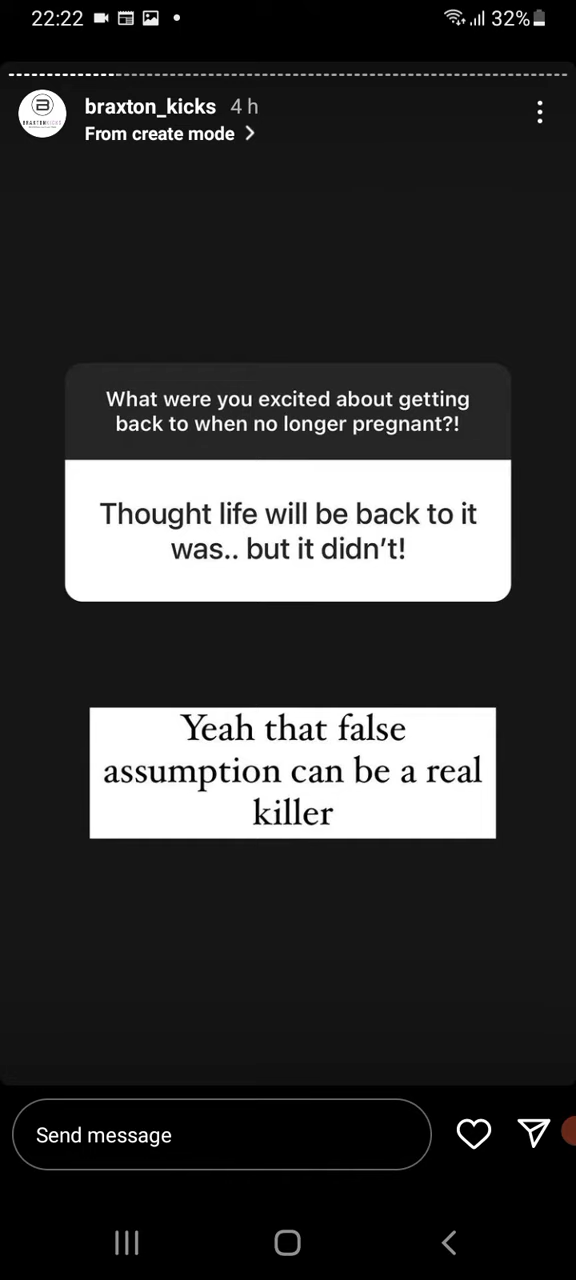 22:22 32%
braxton_kicks 4 h
From create mode
What were you excited about getting
back to when no longer pregnant?!
Thought life will be back to it
was.. but it didn't!
Yeah that false
assumption can be a real
killer
Send message